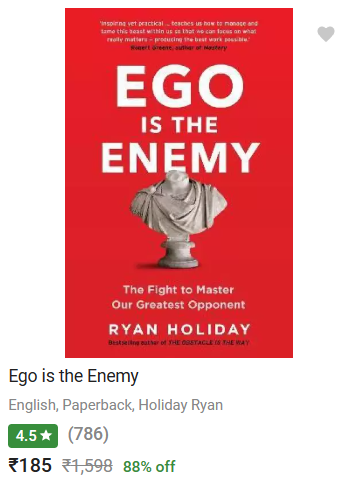 'Inspiring yet practical ... teaches us how to manage and
tame this beast within us so that we can focus on what
really matters – producing the best work possible.'
Robert Greene, author of Mastery
EGO
IS THE
ENEMY
The Fight to Master
Our Greatest Opponent
RYAN HOLIDAY
Bestselling author of THE OBSTACLE IS THE WAY
Ego is the Enemy
English, Paperback, Holiday Ryan
4.5★ (786)
₹185 ₹1,598 88% off